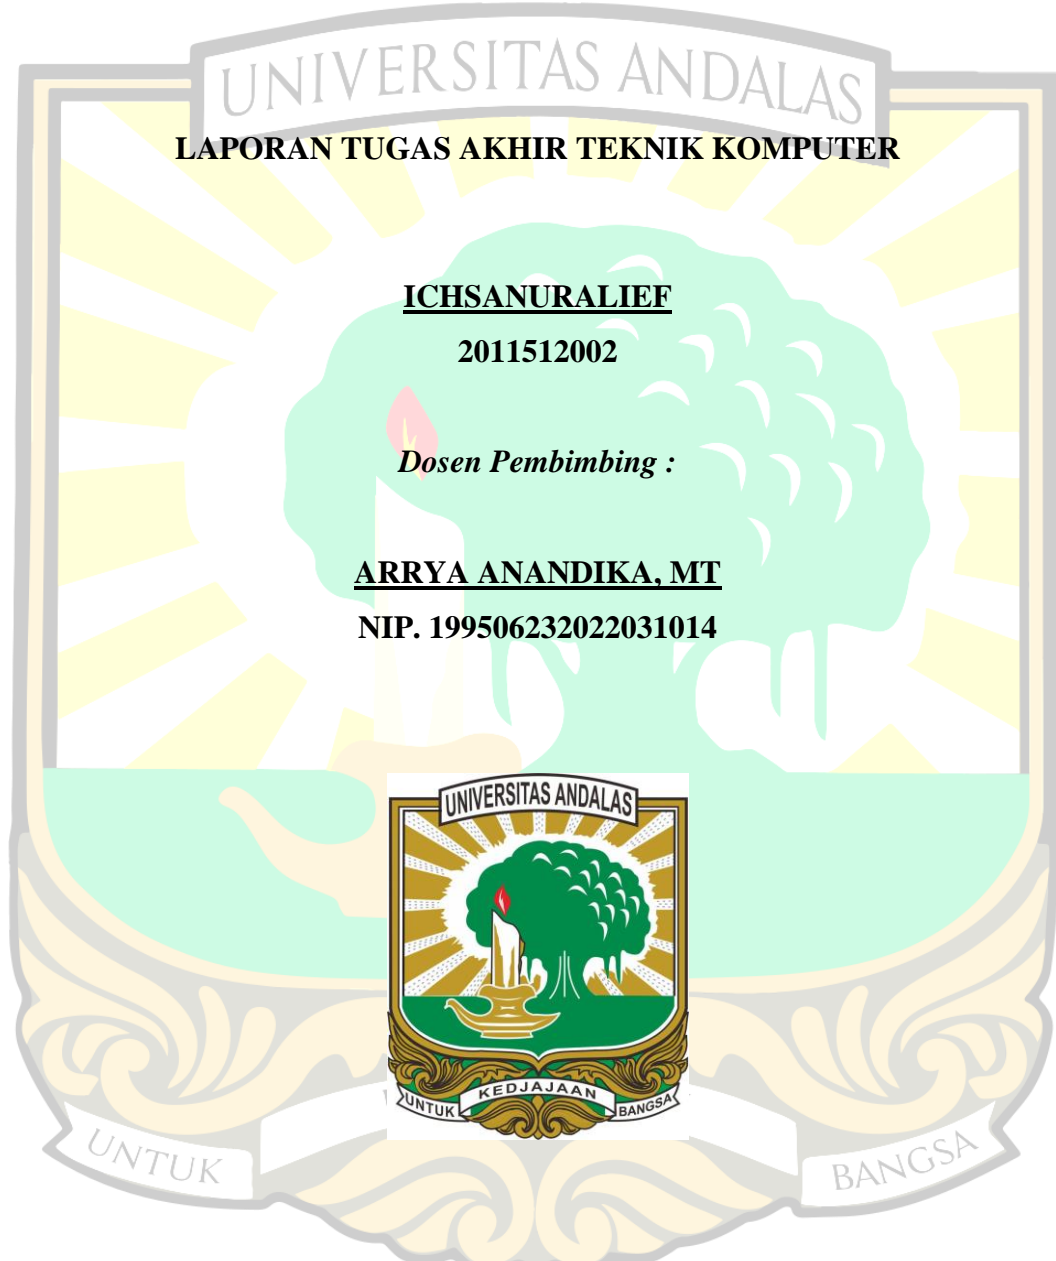 UNIVERSITAS ANDALAS
LAPORAN TUGAS AKHIR TEKNIK KOMPUTER
ICHSANURALIEF
2011512002
Dosen Pembimbing :
ARRYA ANANDIKA, MT
NIP. 199506232022031014
UNIVERSITAS ANDALAS
UNTUK KEDJAJAAN BANGSA
UNTUK BANGSA